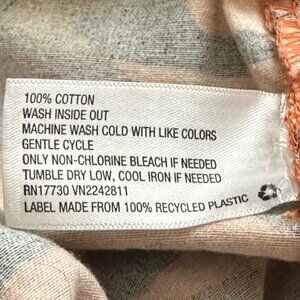 100% COTTON
WASH INSIDE OUT
MACHINE WASH COLD WITH LIKE COLORS
GENTLE CYCLE
ONLY NON-CHLORINE BLEACH IF NEEDED
TUMBLE DRY LOW, COOL IRON IF NEEDED
RN17730 VN2242811
LABEL MADE FROM 100% RECYCLED PLASTIC